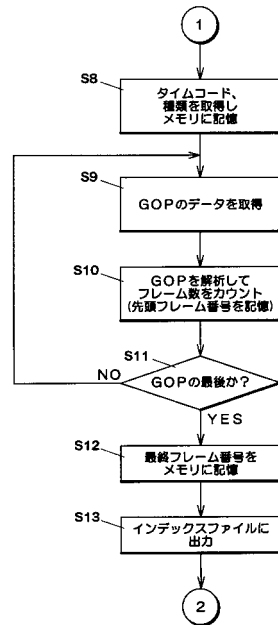 1
S8
タイムコード、
種類を取得し
メモリに記憶
S9
GOPのデータを取得
S10
GOPを解析して
フレーム数をカウント
(先頭フレーム番号を記憶)
S11
GOPの最後か?
NO
YES
S12
最終フレーム番号を
メモリに記憶
S13
インデックスファイルに
出力
2